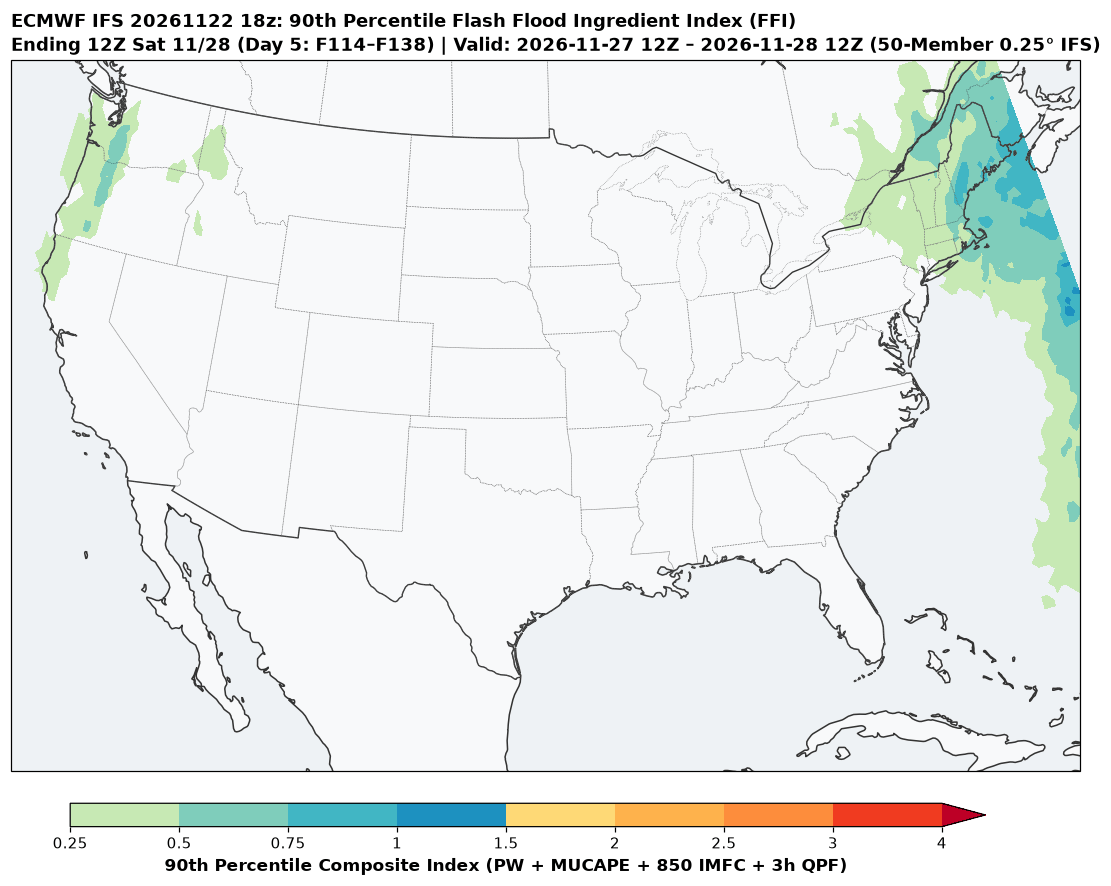 ECMWF IFS 20261122 18z: 90th Percentile Flash Flood Ingredient Index (FFI)
Ending 12Z Sat 11/28 (Day 5: F114–F138) | Valid: 2026-11-27 12Z – 2026-11-28 12Z (50-Member 0.25° IFS)
0.25 0.5 0.75 1 1.5 2 2.5 3 4
90th Percentile Composite Index (PW + MUCAPE + 850 IMFC + 3h QPF)